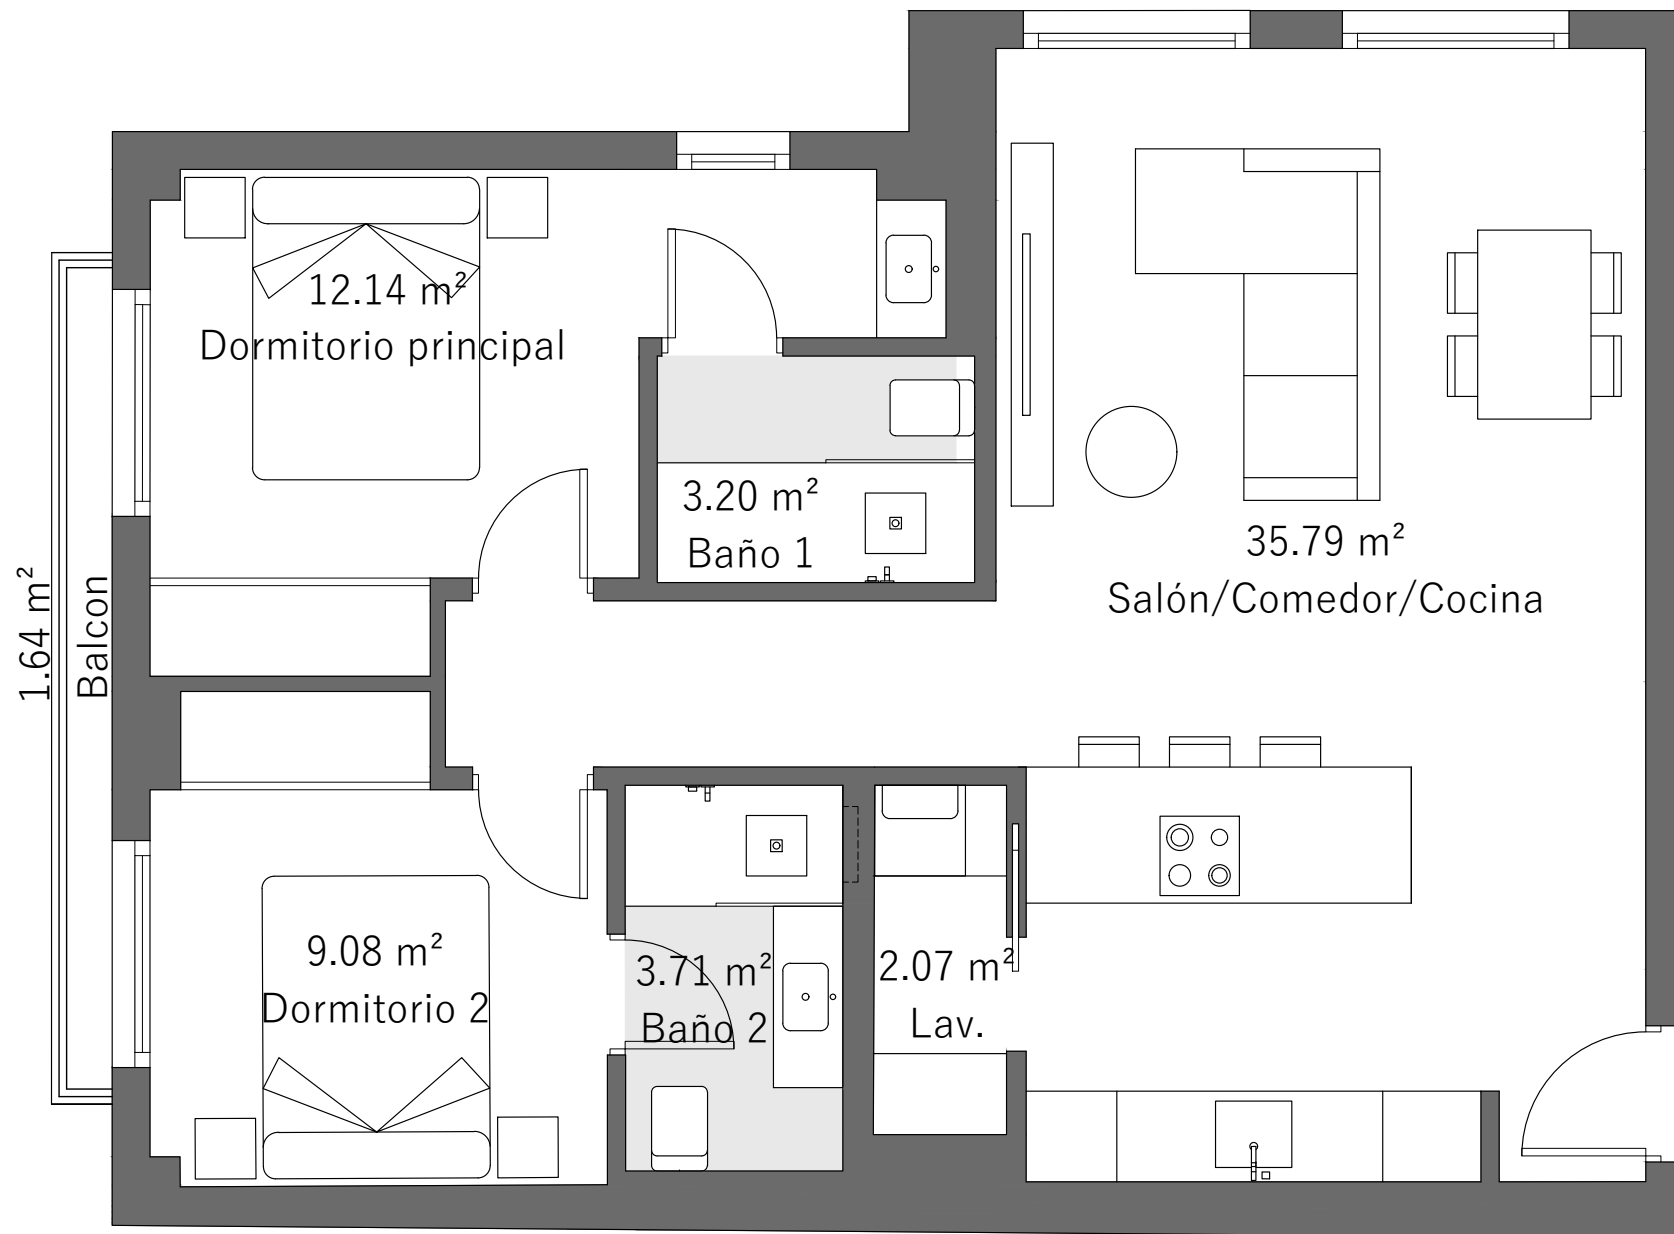 12.14 m²
Dormitorio principal
3.20 m²
Baño 1
35.79 m²
Salón/Comedor/Cocina
1.64 m²
Balcon
9.08 m²
Dormitorio 2
3.71 m²
Baño 2
2.07 m²
Lav.